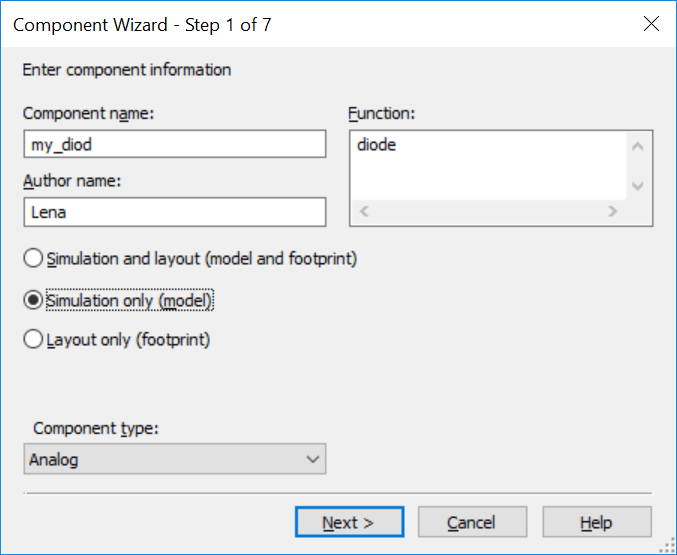 Component Wizard - Step 1 of 7
Enter component information
Component name:
my_diod
Function:
diode
Author name:
Lena
Simulation and layout (model and footprint)
Simulation only (model)
Layout only (footprint)
Component type:
Analog
Next >
Cancel
Help